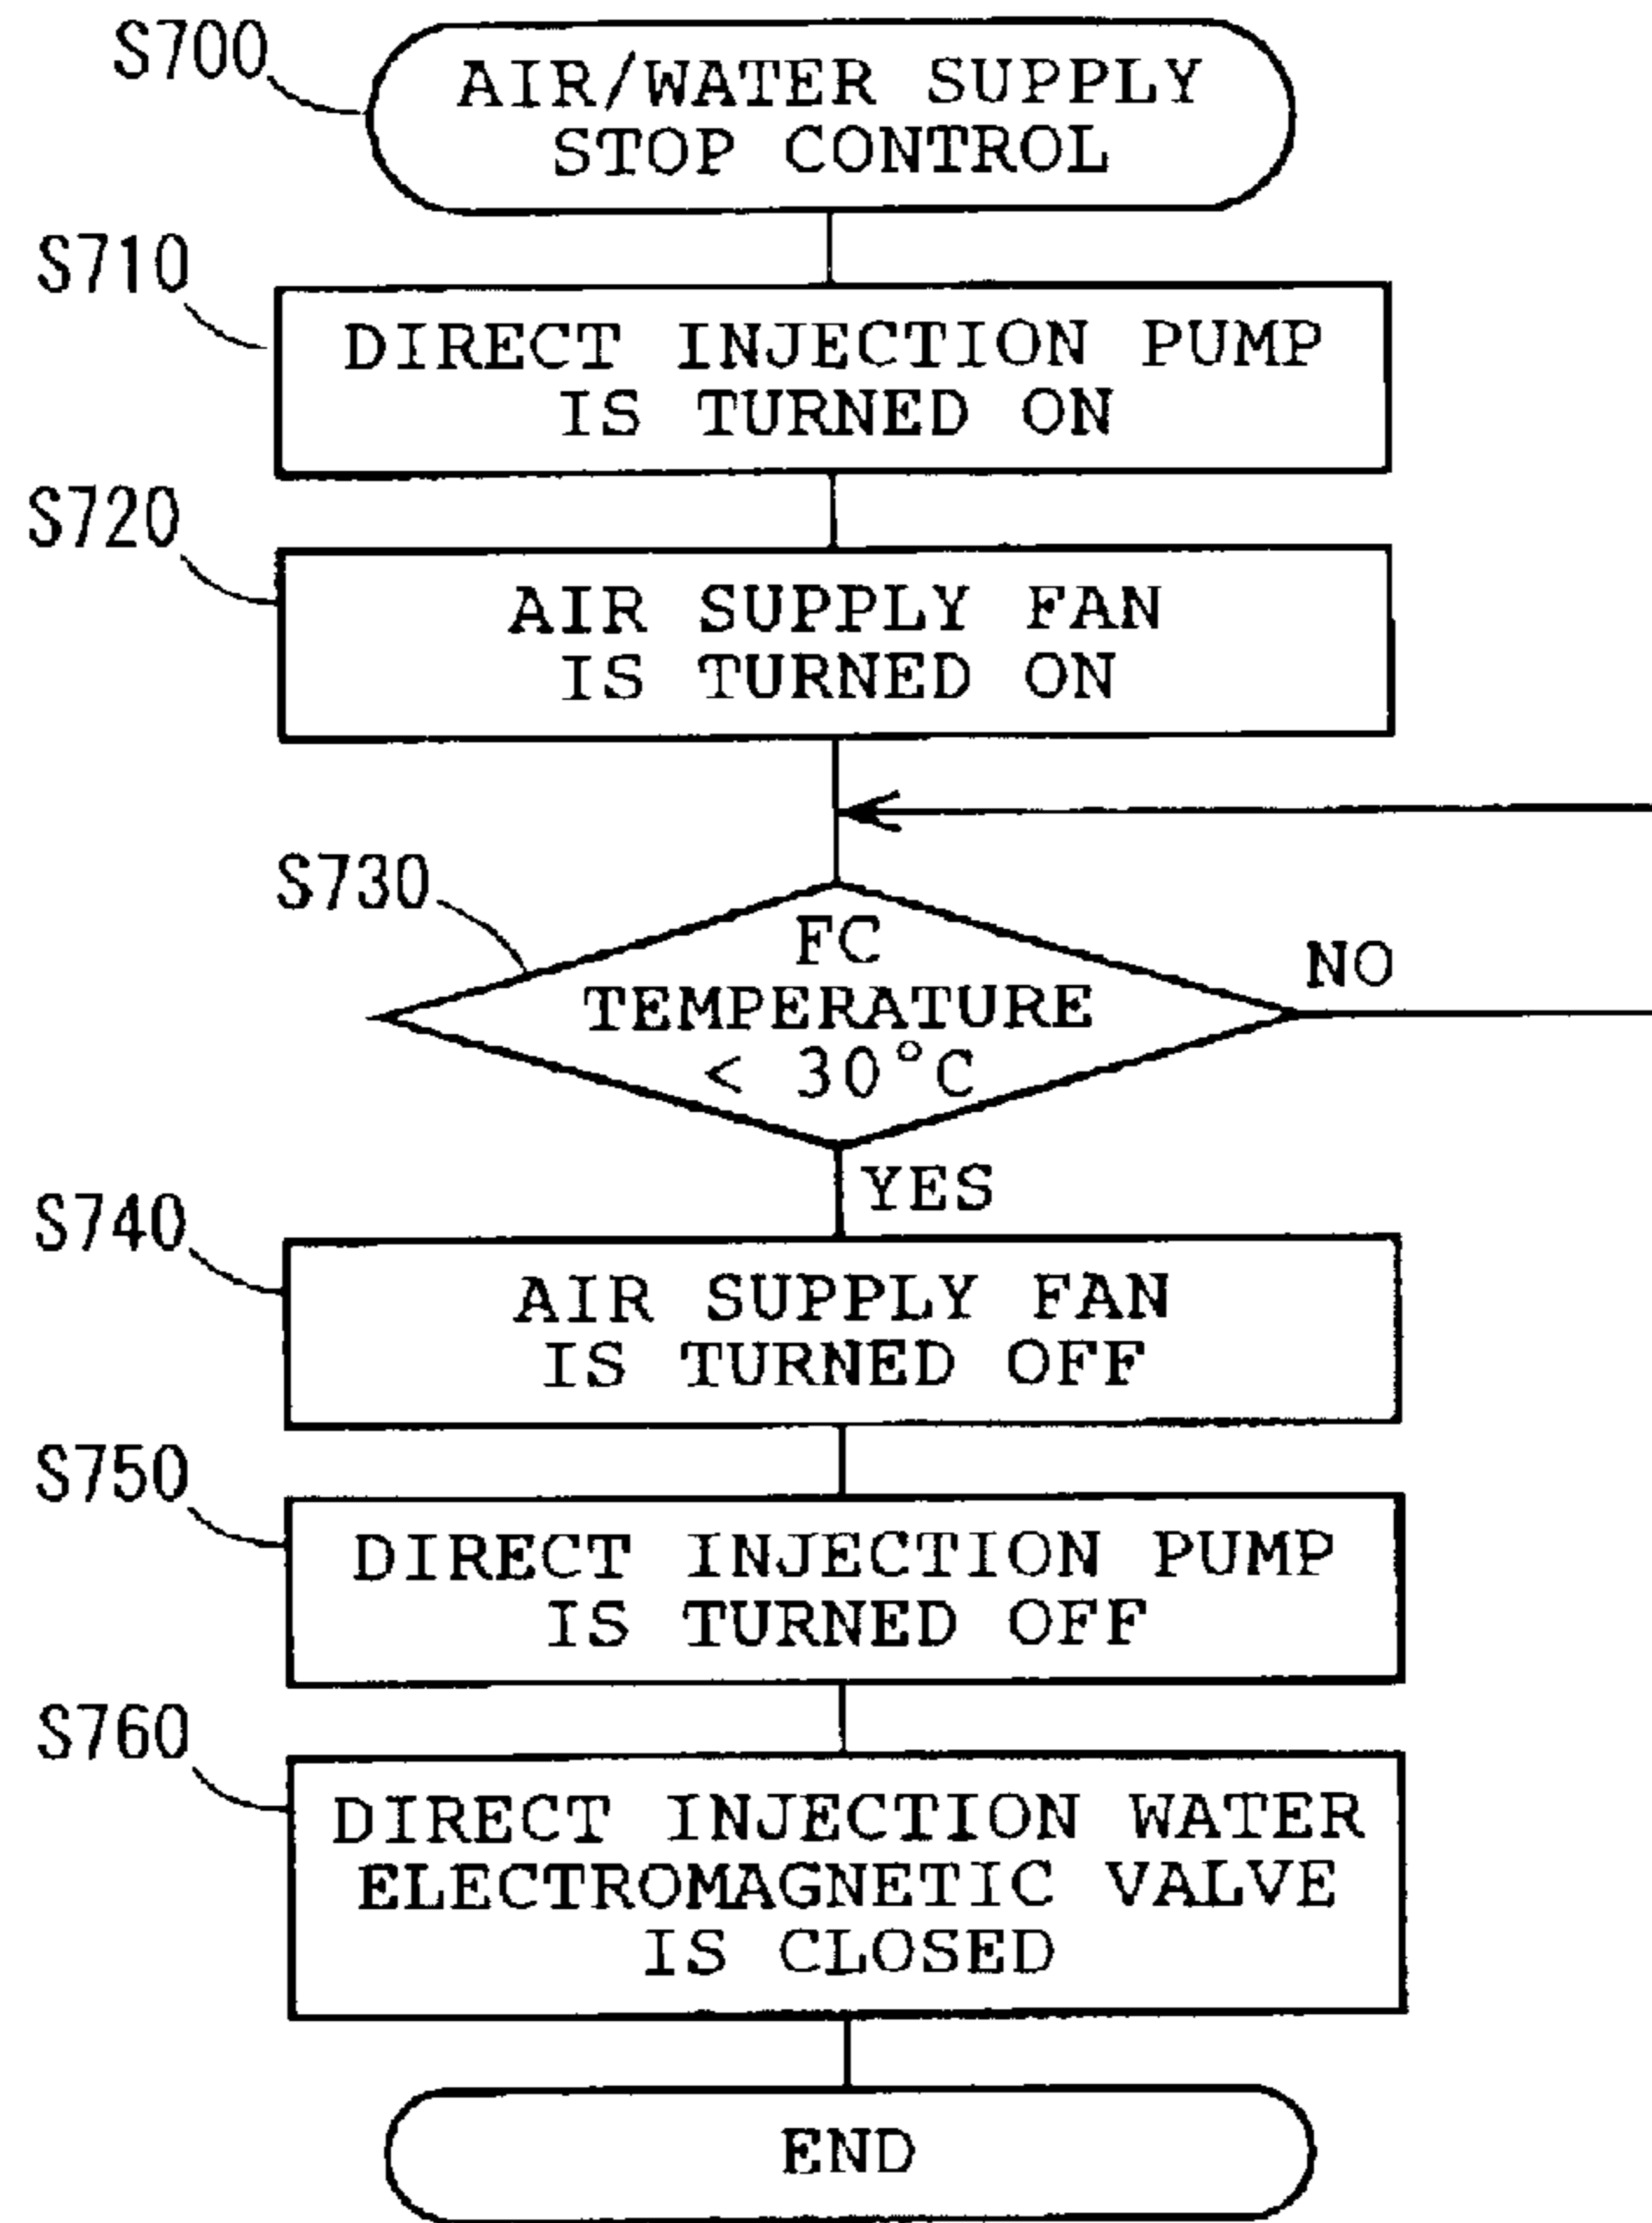 S700
AIR/WATER SUPPLY
STOP CONTROL
S710
DIRECT INJECTION PUMP
IS TURNED ON
S720
AIR SUPPLY FAN
IS TURNED ON
S730
FC
TEMPERATURE
< 30°C
NO
YES
S740
AIR SUPPLY FAN
IS TURNED OFF
S750
DIRECT INJECTION PUMP
IS TURNED OFF
S760
DIRECT INJECTION WATER
ELECTROMAGNETIC VALVE
IS CLOSED
END